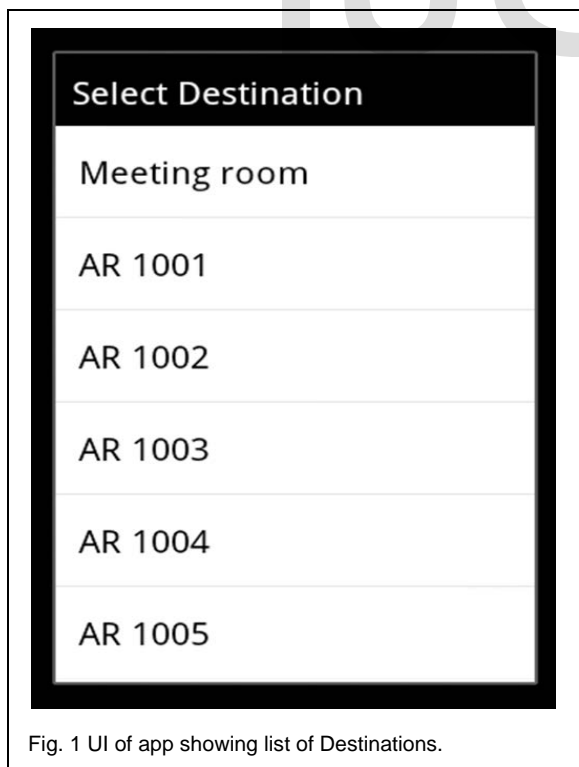 Select Destination
Meeting room
AR 1001
AR 1002
AR 1003
AR 1004
AR 1005
Fig. 1 UI of app showing list of Destinations.